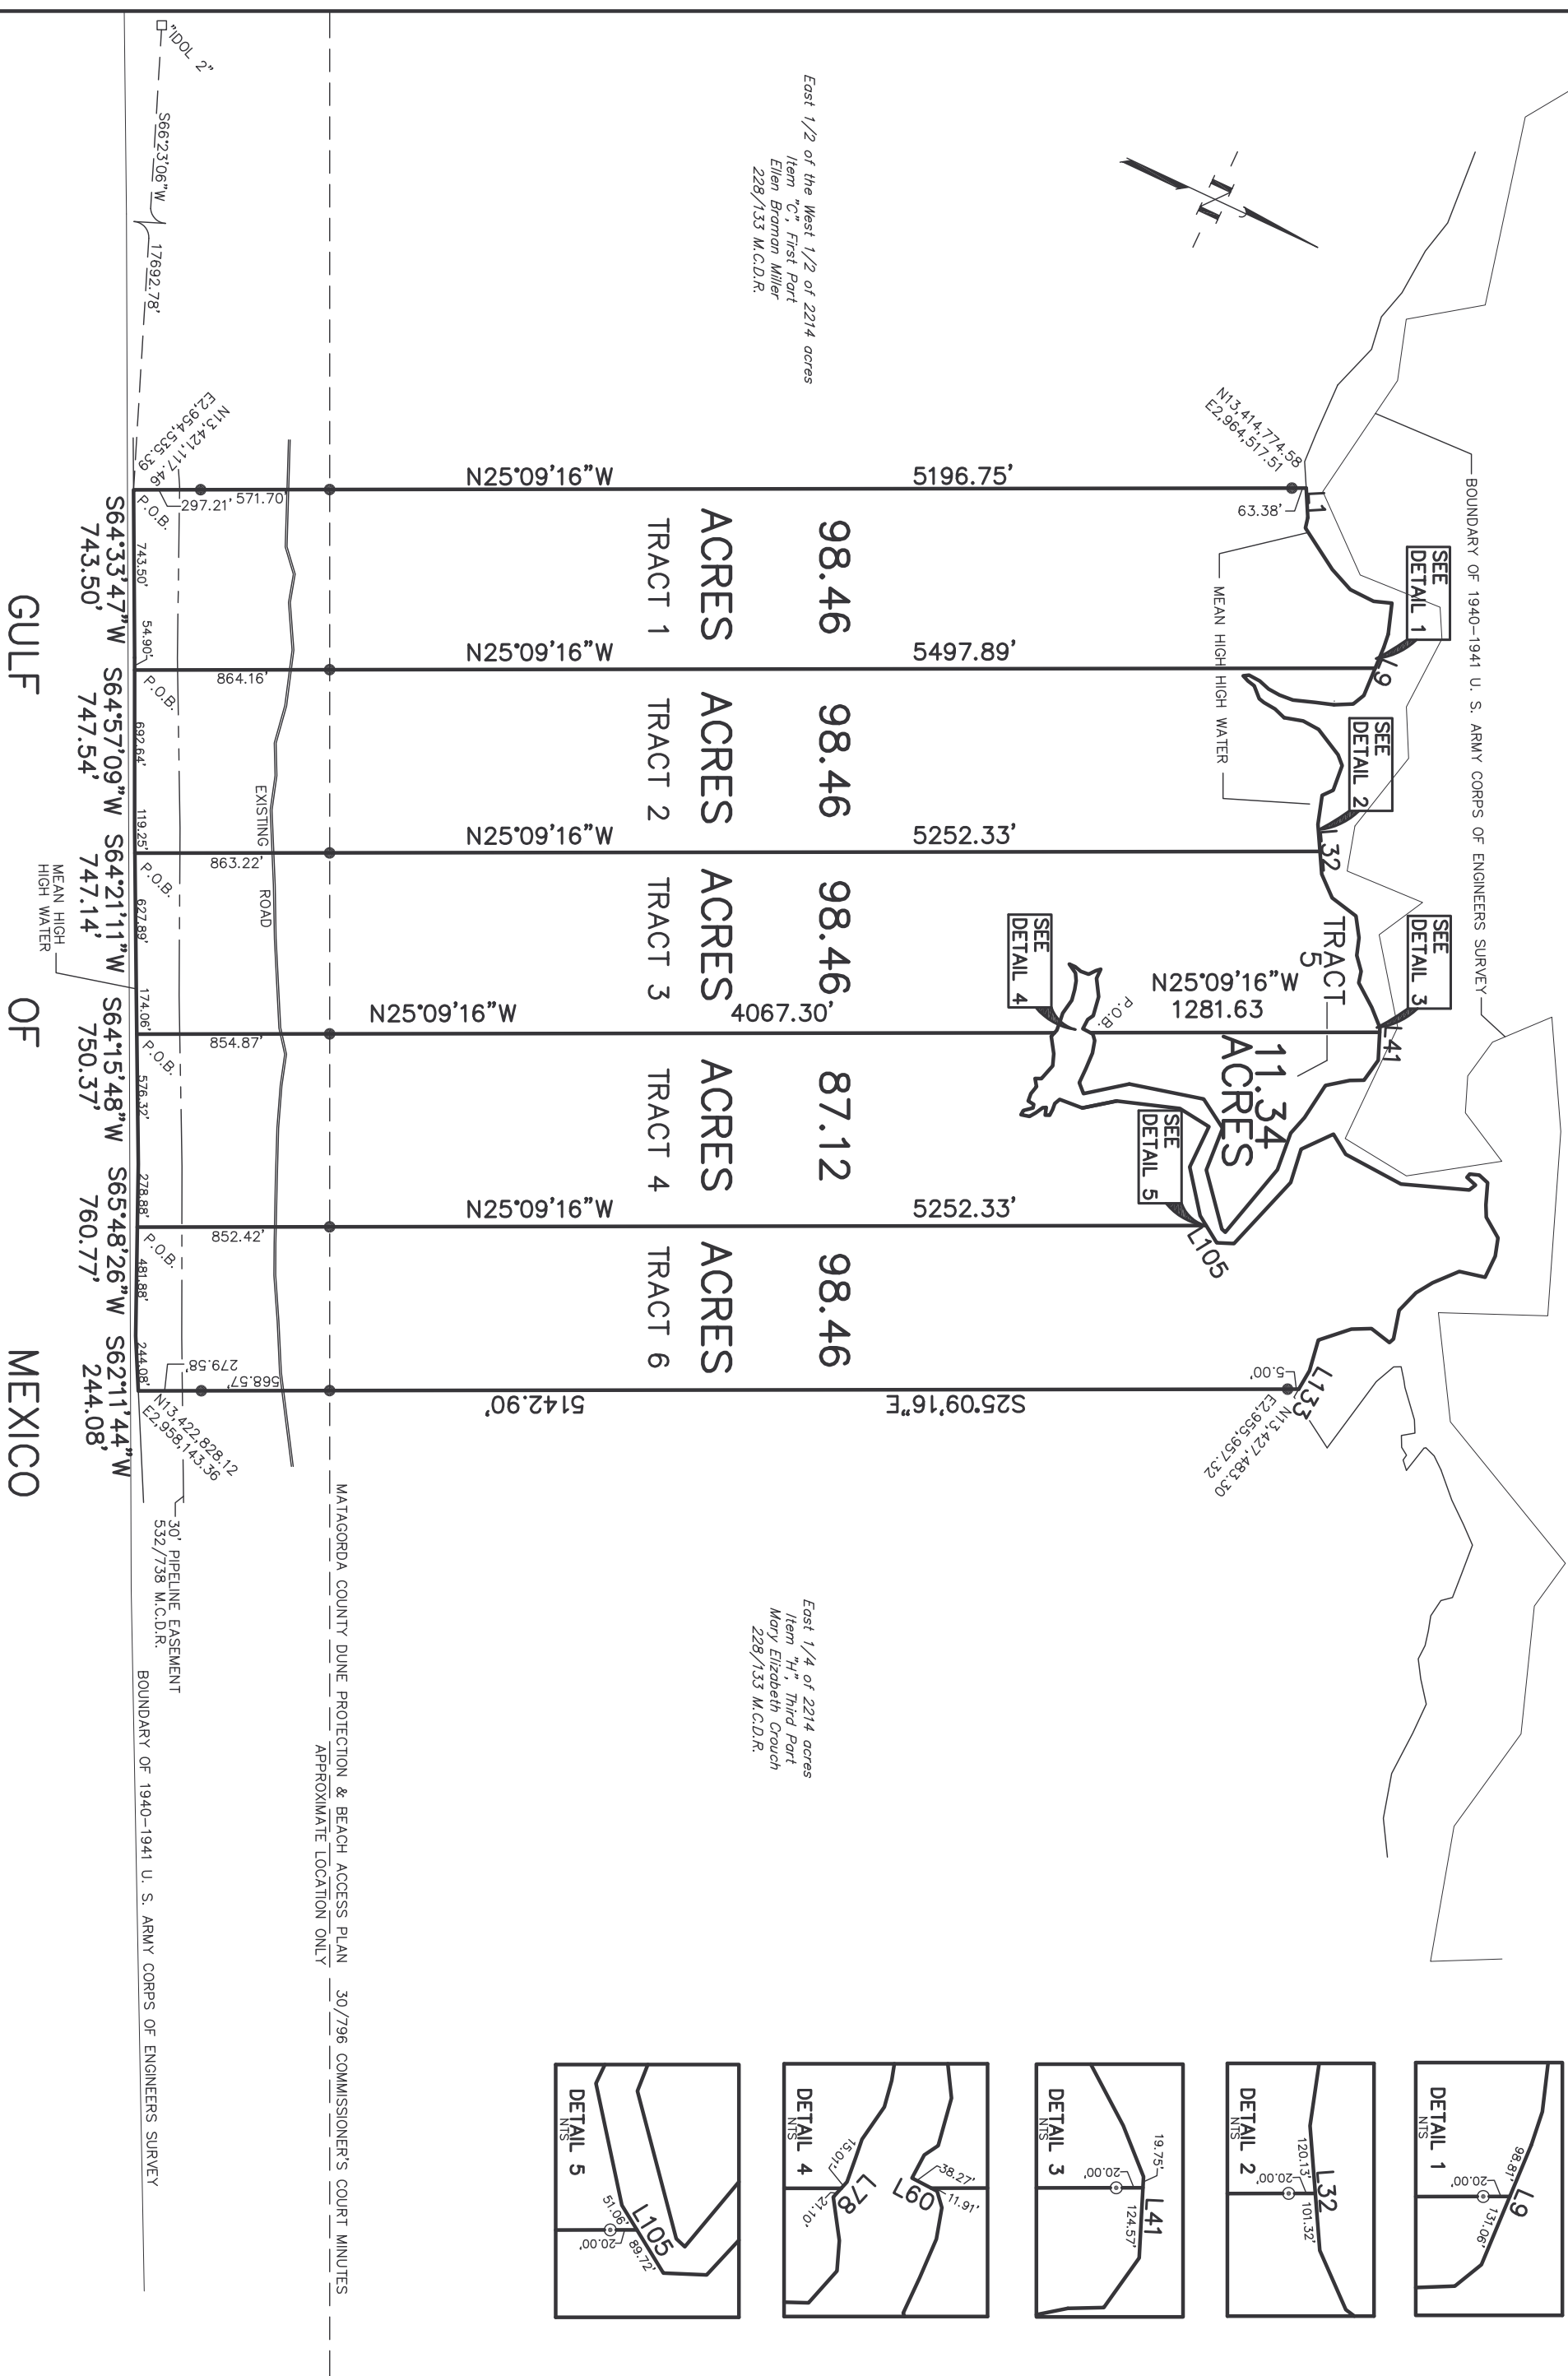 "IDOL 2"
S66°23'06"W 17692.78'
East 1/2 of the West 1/2 of 2214 acres
Item "C", First Part
Ellen Braman Miller
228/133 M.C.D.R.
N
BOUNDARY OF 1940-1941 U. S. ARMY CORPS OF ENGINEERS SURVEY
MEAN HIGH HIGH WATER
N13,414,774.58
E2,964,517.51
63.38'
L1
SEE
DETAIL 1
L9
SEE
DETAIL 2
L32
SEE
DETAIL 3
L41
TRACT
5
11.34
ACRES
N25°09'16"W
1281.63
P.O.B.
SEE
DETAIL 4
SEE
DETAIL 5
L105
L133
5.00'
N13,427,483.30
E2,955,957.32
N25°09'16"W 5196.75'
98.46
ACRES
TRACT 1
N25°09'16"W 5497.89'
98.46
ACRES
TRACT 2
N25°09'16"W 5252.33'
98.46
ACRES
TRACT 3
N25°09'16"W 4067.30'
87.12
ACRES
TRACT 4
N25°09'16"W 5252.33'
98.46
ACRES
TRACT 6
S25°09'16"E 5142.90'
N13,421,117.46
E2,954,535.39
297.21'
571.70'
864.16'
863.22'
854.87'
852.42'
279.58'
568.57'
EXISTING ROAD
P.O.B.
P.O.B.
P.O.B.
P.O.B.
P.O.B.
743.50'
54.90'
692.64'
119.25'
627.89'
174.06'
576.32'
278.88'
481.88'
244.08'
S64°33'47"W
743.50'
S64°57'09"W
747.54'
S64°21'11"W
747.14'
S64°15'48"W
750.37'
S65°48'26"W
760.77'
S62°11'44"W
244.08'
MEAN HIGH
HIGH WATER
N13,422,828.12
E2,958,143.36
GULF OF MEXICO
30' PIPELINE EASEMENT
532/738 M.C.D.R.
BOUNDARY OF 1940-1941 U. S. ARMY CORPS OF ENGINEERS SURVEY
MATAGORDA COUNTY DUNE PROTECTION & BEACH ACCESS PLAN 30/796 COMMISSIONER'S COURT MINUTES
APPROXIMATE LOCATION ONLY
East 1/4 of 2214 acres
Item "H", Third Part
Mary Elizabeth Crouch
228/133 M.C.D.R.
DETAIL 1
NTS
98.81'
L9
20.00'
131.06'
DETAIL 2
NTS
120.13'
L32
20.00'
101.32'
DETAIL 3
NTS
19.75'
L41
20.00'
124.57'
DETAIL 4
NTS
15.01'
L78
21.10'
38.27'
L60
11.91'
DETAIL 5
NTS
51.06'
L105
20.00'
89.72'